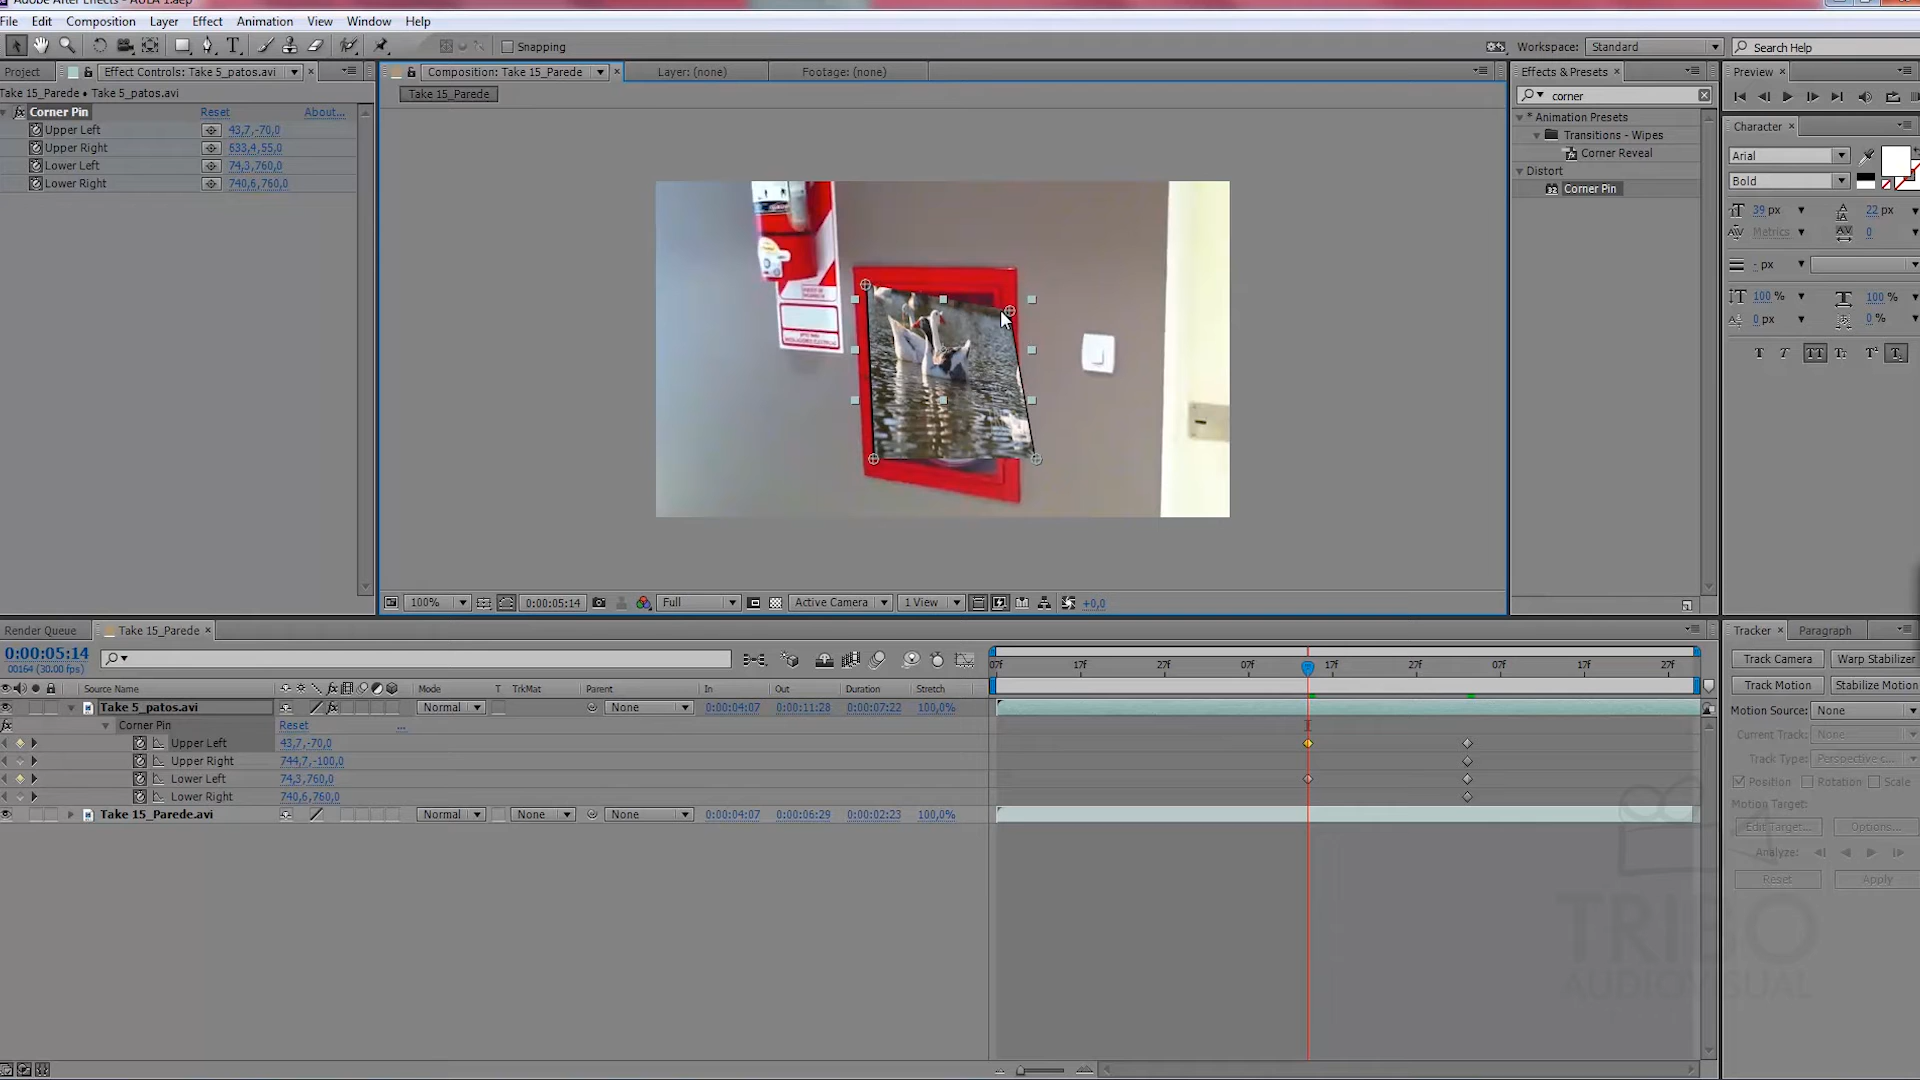 Adobe After Effects - AULA 1.aep
File Edit Composition Layer Effect Animation View Window Help
Snapping
Workspace: Standard
Search Help
Project
Effect Controls: Take 5_patos.avi
Composition: Take 15_Parede
Layer: (none)
Footage: (none)
Effects & Presets
Preview
Take 15_Parede • Take 5_patos.avi
Take 15_Parede
corner
Corner Pin Reset About...
Upper Left 43,7,-70,0
Upper Right 633,4,55,0
Lower Left 74,3,760,0
Lower Right 740,6,760,0
* Animation Presets
Transitions - Wipes
Corner Reveal
Distort
Corner Pin
Character
Arial
Bold
39 px 22 px
Metrics 0
- px
100 % 100 %
0 px 0 %
T T TT Tt T T
100% 0:00:05:14 Full Active Camera 1 View +0,0
Render Queue Take 15_Parede
Tracker Paragraph
0:00:05:14
00164 (30.00 fps)
07f 17f 27f 07f 17f 27f 07f 17f 27f
Source Name Mode T TrkMat Parent In Out Duration Stretch
Take 5_patos.avi Normal None 0:00:04:07 0:00:11:28 0:00:07:22 100,0%
Corner Pin Reset ...
Upper Left 43,7,-70,0
Upper Right 744,7,-100,0
Lower Left 74,3,760,0
Lower Right 740,6,760,0
Take 15_Parede.avi Normal None None 0:00:04:07 0:00:06:29 0:00:02:23 100,0%
Track Camera Warp Stabilizer
Track Motion Stabilize Motion
Motion Source: None
Current Track: None
Track Type: Perspective c...
Position Rotation Scale
Motion Target:
Edit Target... Options...
Analyze:
Reset Apply
TRIBO
AUDIOVISUAL